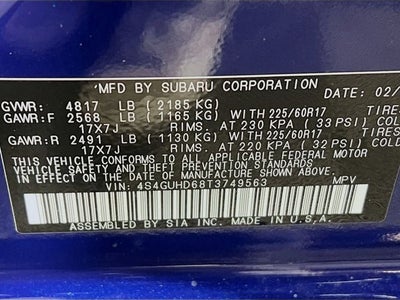 MFD BY SUBARU CORPORATION DATE: 02/
GVWR: 4817 LB (2185 KG)
GAWR:F 2568 LB (1165 KG) WITH 225/60R17 TIRES
17X7J RIMS. AT 230 KPA (33 PSI) COLD
GAWR:R 2491 LB (1130 KG) WITH 225/60R17 TIRES
17X7J RIMS. AT 220 KPA (32 PSI) COLD
THIS VEHICLE CONFORMS TO ALL APPLICABLE FEDERAL MOTOR
VEHICLE SAFETY AND THEFT PREVENTION STANDARDS
IN EFFECT ON THE DATE OF MANUFACTURE SHOWN ABOVE.
VIN: 4S4GUHD68T3749563 MPV
ASSEMBLED BY SIA INC. IN U.S.A.